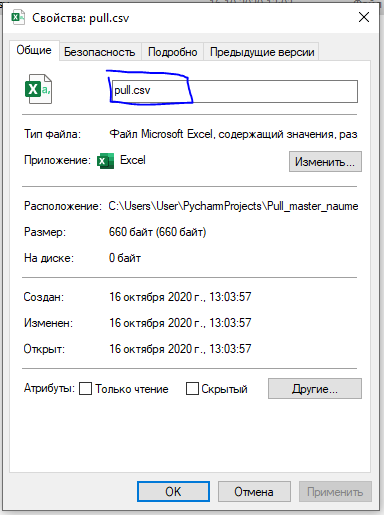 Свойства: pull.csv
Общие Безопасность Подробно Предыдущие версии
pull.csv
Тип файла: Файл Microsoft Excel, содержащий значения, раз
Приложение: Excel Изменить...
Расположение: C:\Users\User\PycharmProjects\Pull_master_naume
Размер: 660 байт (660 байт)
На диске: 0 байт
Создан: 16 октября 2020 г., 13:03:57
Изменен: 16 октября 2020 г., 13:03:57
Открыт: 16 октября 2020 г., 13:03:57
Атрибуты: Только чтение Скрытый Другие...
OK Отмена Применить